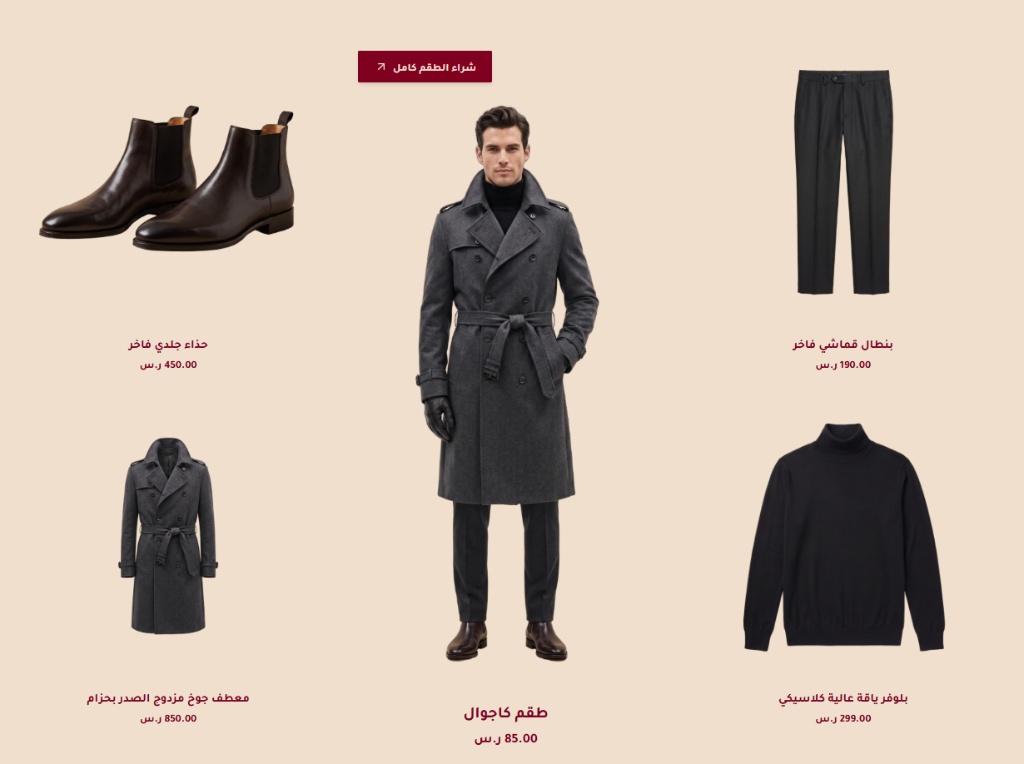 شراء الطقم كامل
بنطال قماشي فاخر
190.00 ر.س
حذاء جلدي فاخر
450.00 ر.س
بلوفر ياقة عالية كلاسيكي
299.00 ر.س
طقم كاجوال
85.00 ر.س
معطف جوخ مزدوج الصدر بحزام
850.00 ر.س